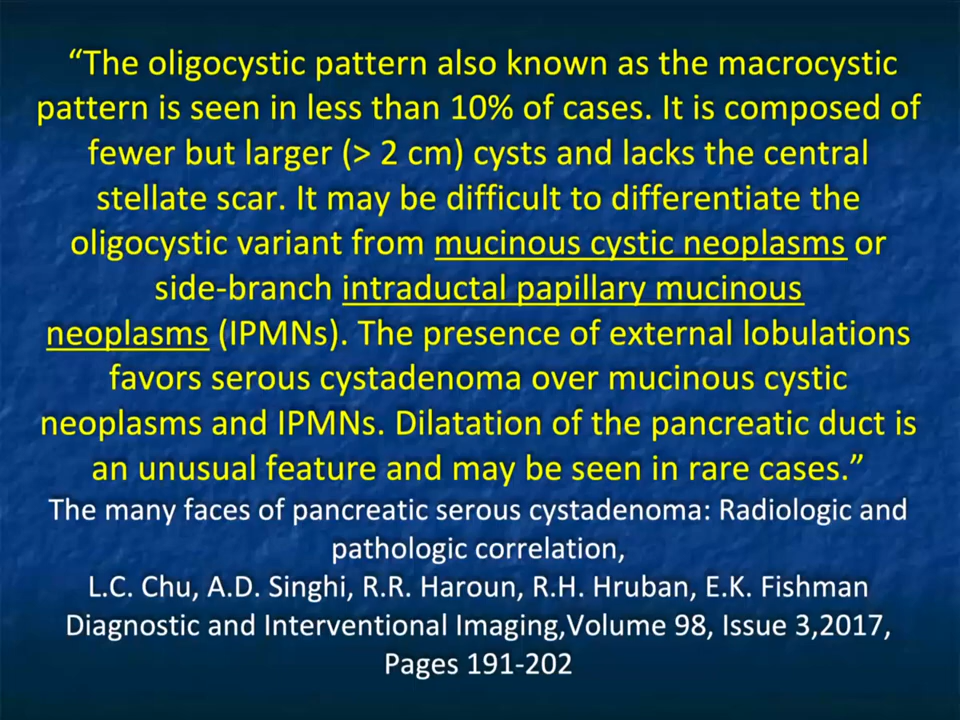 “The oligocystic pattern also known as the macrocystic
pattern is seen in less than 10% of cases. It is composed of
fewer but larger (> 2 cm) cysts and lacks the central
stellate scar. It may be difficult to differentiate the
oligocystic variant from mucinous cystic neoplasms or
side-branch intraductal papillary mucinous
neoplasms (IPMNs). The presence of external lobulations
favors serous cystadenoma over mucinous cystic
neoplasms and IPMNs. Dilatation of the pancreatic duct is
an unusual feature and may be seen in rare cases.”
The many faces of pancreatic serous cystadenoma: Radiologic and
pathologic correlation,
L.C. Chu, A.D. Singhi, R.R. Haroun, R.H. Hruban, E.K. Fishman
Diagnostic and Interventional Imaging,Volume 98, Issue 3,2017,
Pages 191-202